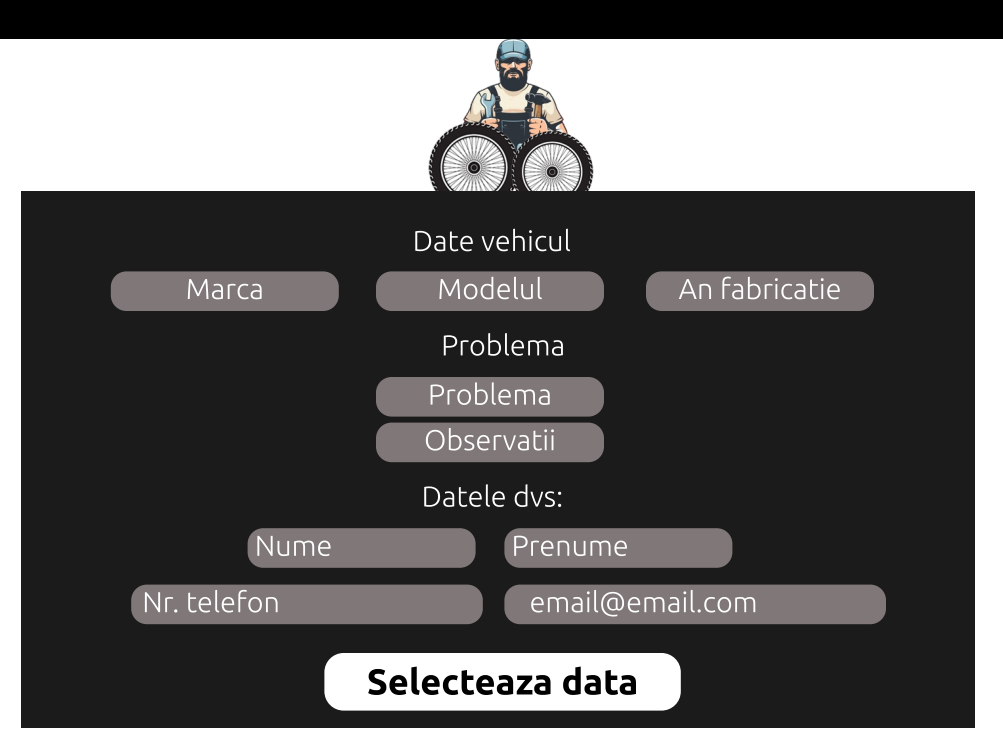 Date vehicul
Marca Modelul An fabricatie
Problema
Problema
Observatii
Datele dvs:
Nume Prenume
Nr. telefon email@email.com
Selecteaza data